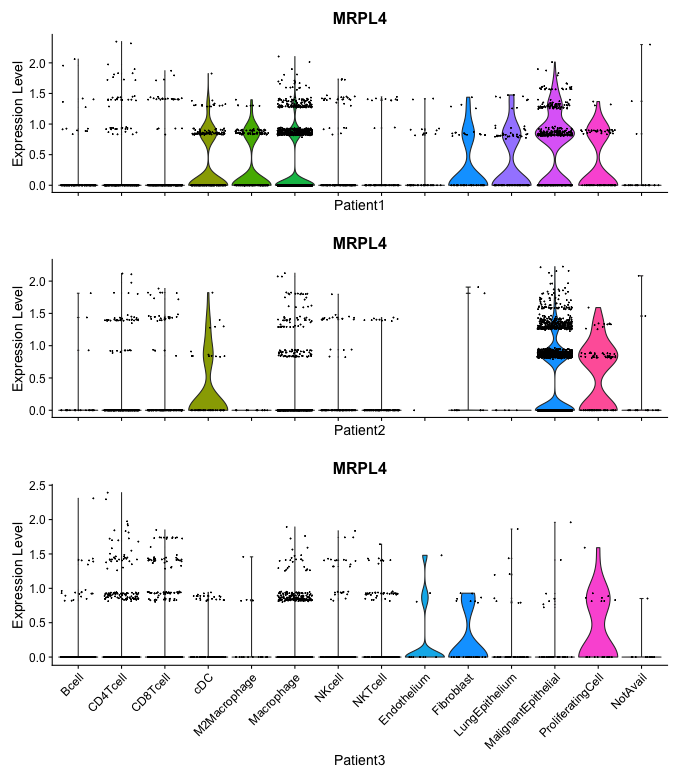 MRPL4
Expression Level
2.0
1.5
1.0
0.5
0.0
Patient1
MRPL4
Expression Level
2.0
1.5
1.0
0.5
0.0
Patient2
MRPL4
Expression Level
2.5
2.0
1.5
1.0
0.5
0.0
Bcell
CD4Tcell
CD8Tcell
cDC
M2Macrophage
Macrophage
NKcell
NKTcell
Endothelium
Fibroblast
LungEpithelium
MalignantEpithelial
ProliferatingCell
NotAvail
Patient3